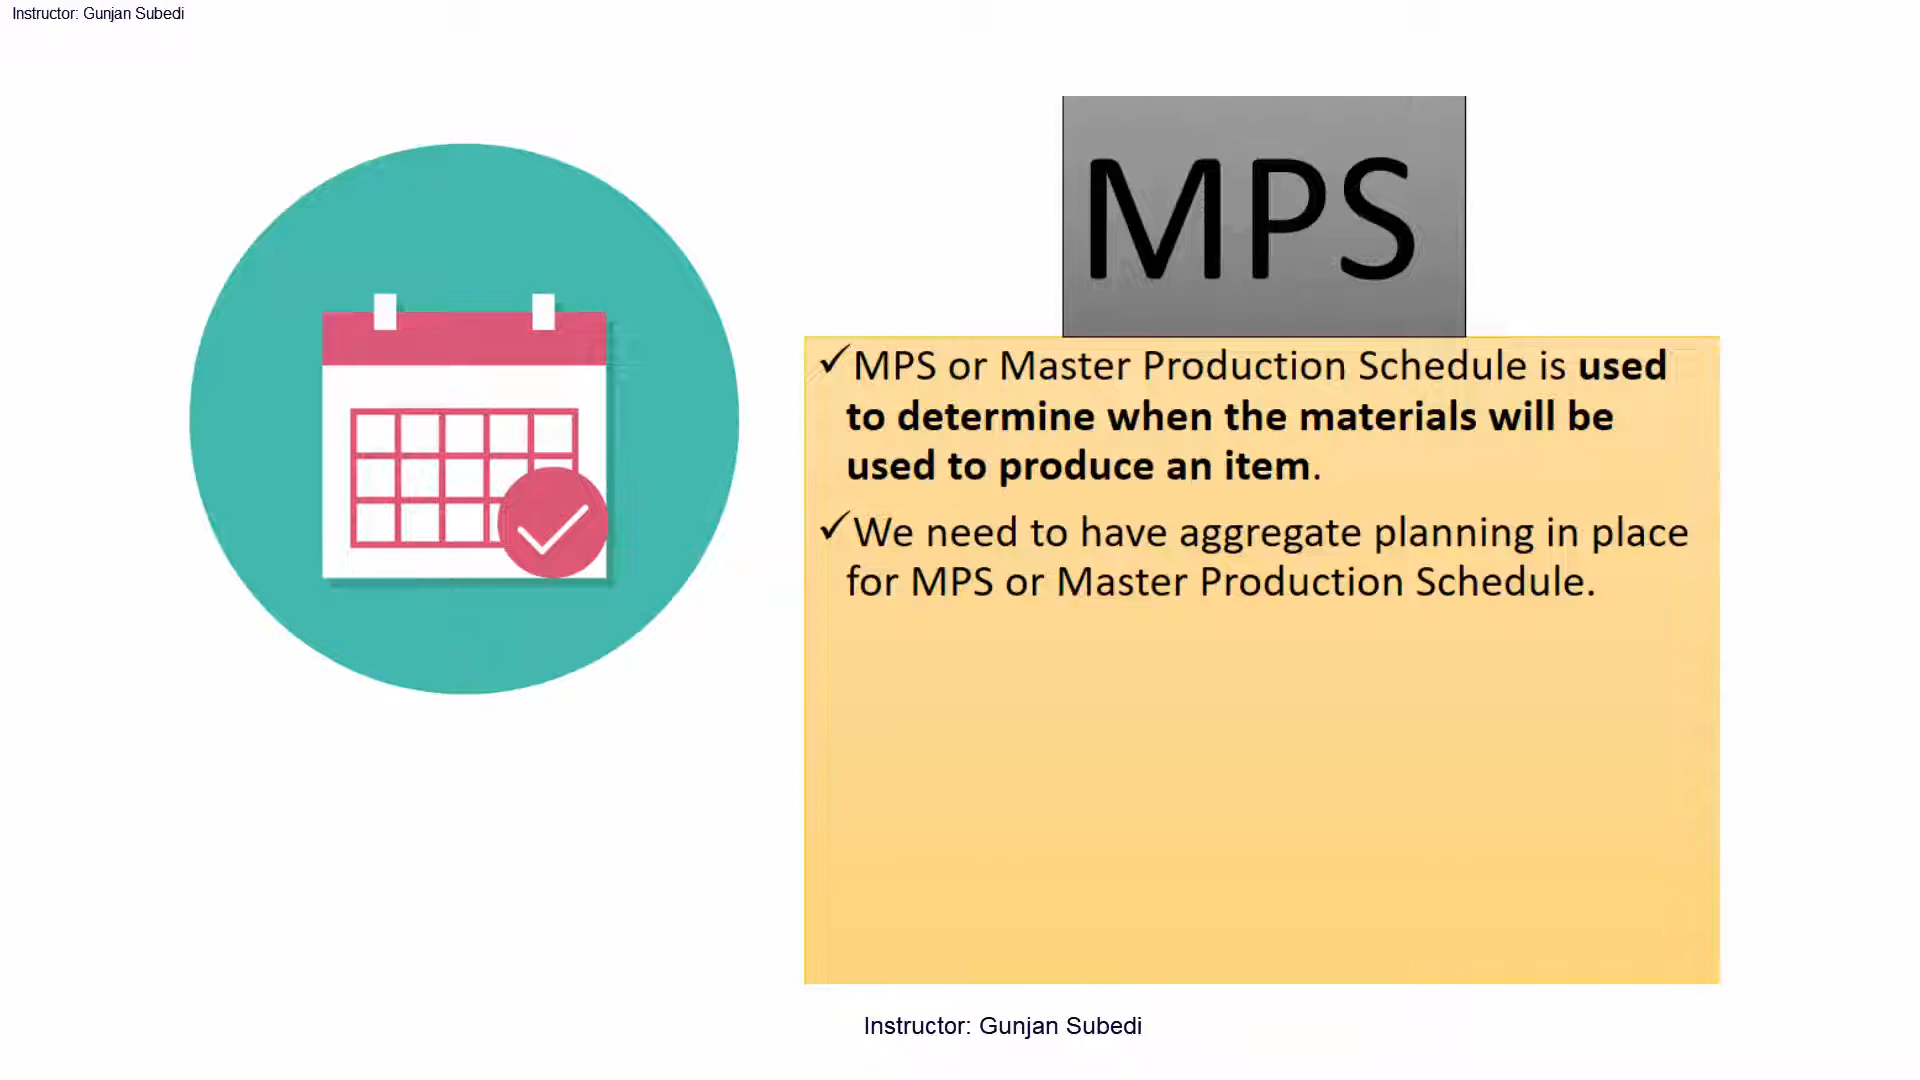 Instructor: Gunjan Subedi
MPS
✓MPS or Master Production Schedule is used
to determine when the materials will be
used to produce an item.
✓We need to have aggregate planning in place
for MPS or Master Production Schedule.
Instructor: Gunjan Subedi